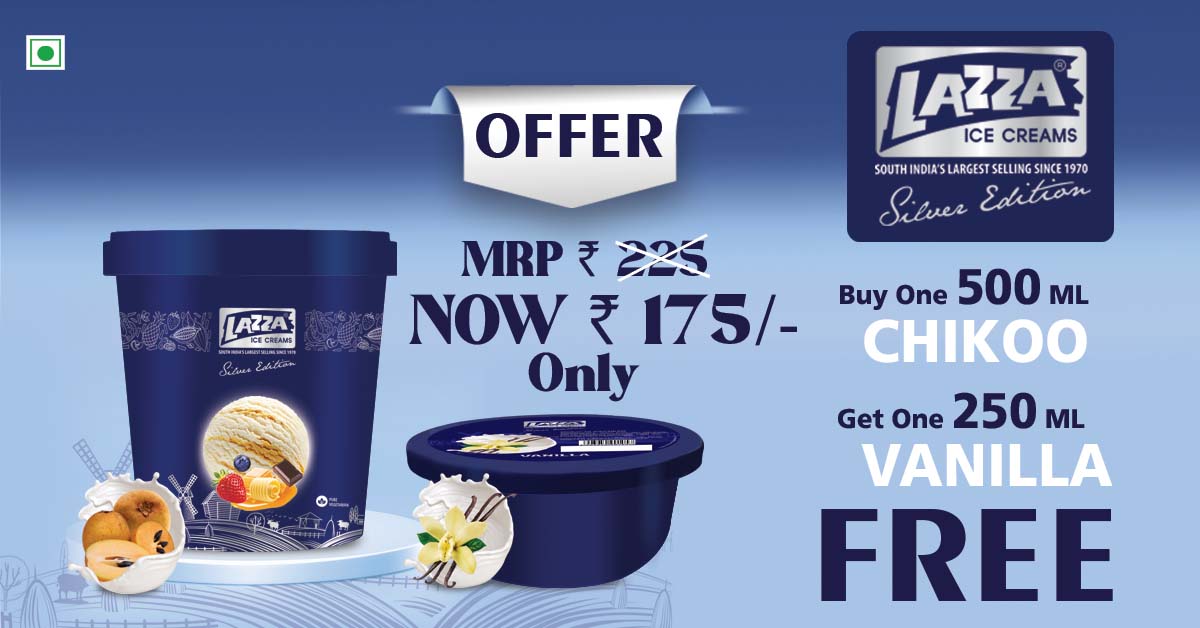 OFFER
MRP ₹ 225
NOW ₹ 175/-
Only
LAZZA®
ICE CREAMS
SOUTH INDIA'S LARGEST SELLING SINCE 1970
Silver Edition
Buy One 500 ML
CHIKOO
Get One 250 ML
VANILLA
FREE
LAZZA
ICE CREAMS
SOUTH INDIA'S LARGEST SELLING SINCE 1970
Silver Edition
PURE
VEGETARIAN
LAZZA
VANILLA